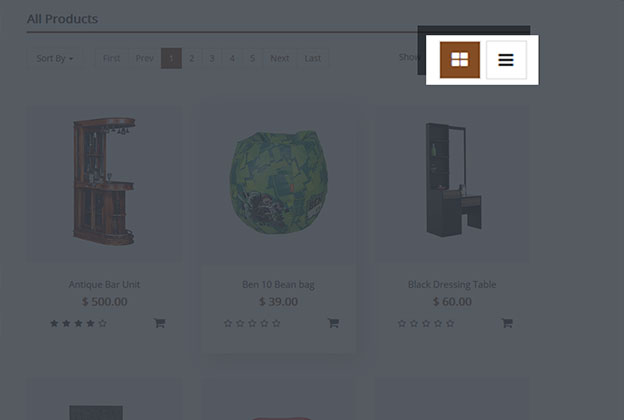 All Products
Sort By First Prev 1 2 3 4 5 Next Last Show
Antique Bar Unit Ben 10 Bean bag Black Dressing Table
$ 500.00 $ 39.00 $ 60.00